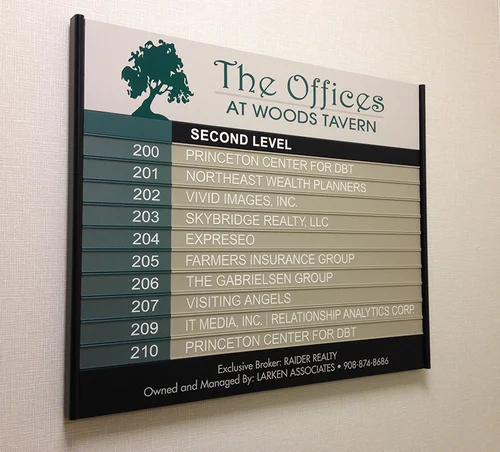 The Offices
AT WOODS TAVERN
SECOND LEVEL
200 PRINCETON CENTER FOR DBT
201 NORTHEAST WEALTH PLANNERS
202 VIVID IMAGES, INC.
203 SKYBRIDGE REALTY, LLC
204 EXPRESEO
205 FARMERS INSURANCE GROUP
206 THE GABRIELSEN GROUP
207 VISITING ANGELS
209 IT MEDIA, INC. | RELATIONSHIP ANALYTICS CORP.
210 PRINCETON CENTER FOR DBT
Exclusive Broker: RAIDER REALTY
Owned and Managed By: LARKEN ASSOCIATES • 908-874-8686